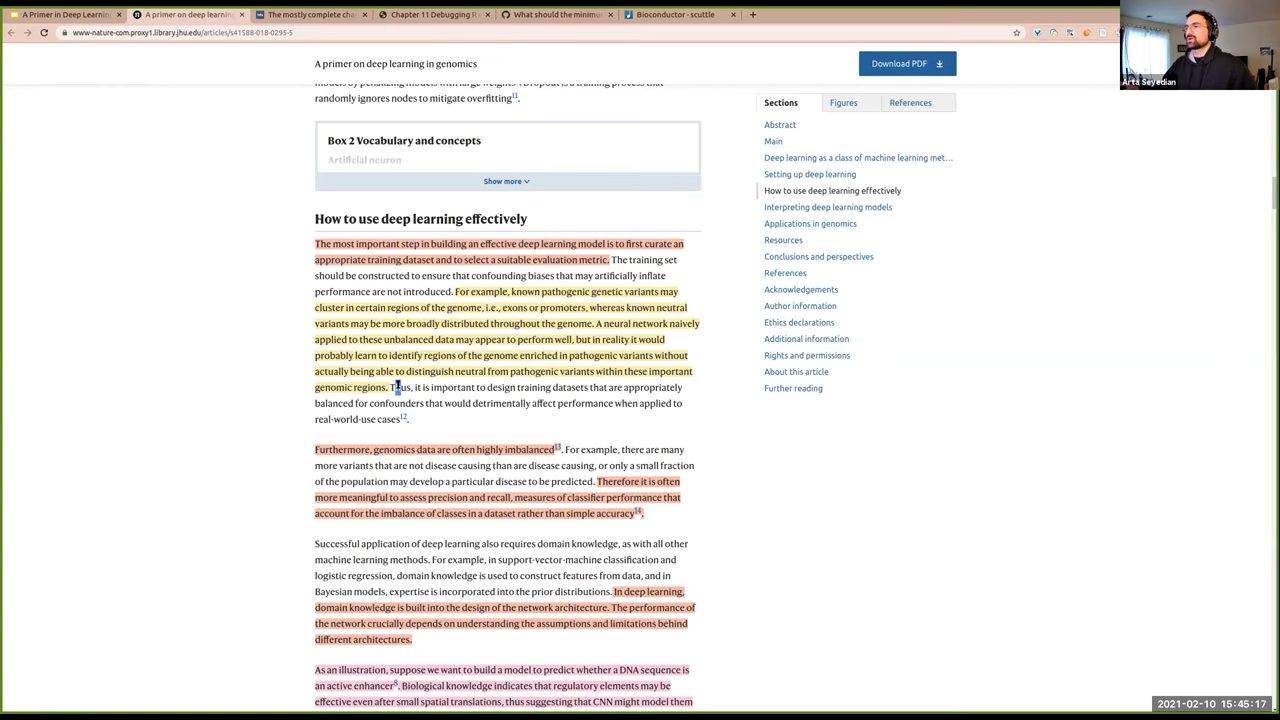 A Primer in Deep Learning
A primer on deep learning
The mostly complete cha
Chapter 11 Debugging R
What should the minimum
Bioconductor - scuttle
www-nature-com.proxy1.library.jhu.edu/articles/s41588-018-0295-5
Arta Seyedian
A primer on deep learning in genomics
Download PDF
randomly ignores nodes to mitigate overfitting11.
Box 2 Vocabulary and concepts
Artificial neuron
Show more
How to use deep learning effectively
The most important step in building an effective deep learning model is to first curate an
appropriate training dataset and to select a suitable evaluation metric. The training set
should be constructed to ensure that confounding biases that may artificially inflate
performance are not introduced. For example, known pathogenic genetic variants may
cluster in certain regions of the genome, i.e., exons or promoters, whereas known neutral
variants may be more broadly distributed throughout the genome. A neural network naively
applied to these unbalanced data may appear to perform well, but in reality it would
probably learn to identify regions of the genome enriched in pathogenic variants without
actually being able to distinguish neutral from pathogenic variants within these important
genomic regions. Thus, it is important to design training datasets that are appropriately
balanced for confounders that would detrimentally affect performance when applied to
real-world-use cases12.
Furthermore, genomics data are often highly imbalanced13. For example, there are many
more variants that are not disease causing than are disease causing, or only a small fraction
of the population may develop a particular disease to be predicted. Therefore it is often
more meaningful to assess precision and recall, measures of classifier performance that
account for the imbalance of classes in a dataset rather than simple accuracy14.
Successful application of deep learning also requires domain knowledge, as with all other
machine learning methods. For example, in support-vector-machine classification and
logistic regression, domain knowledge is used to construct features from data, and in
Bayesian models, expertise is incorporated into the prior distributions. In deep learning,
domain knowledge is built into the design of the network architecture. The performance of
the network crucially depends on understanding the assumptions and limitations behind
different architectures.
As an illustration, suppose we want to build a model to predict whether a DNA sequence is
an active enhancer8. Biological knowledge indicates that regulatory elements may be
effective even after small spatial translations, thus suggesting that CNN might model them
Sections
Figures
References
Abstract
Main
Deep learning as a class of machine learning met…
Setting up deep learning
How to use deep learning effectively
Interpreting deep learning models
Applications in genomics
Resources
Conclusions and perspectives
References
Acknowledgements
Author information
Ethics declarations
Additional information
Rights and permissions
About this article
Further reading
2021-02-10 15:45:17